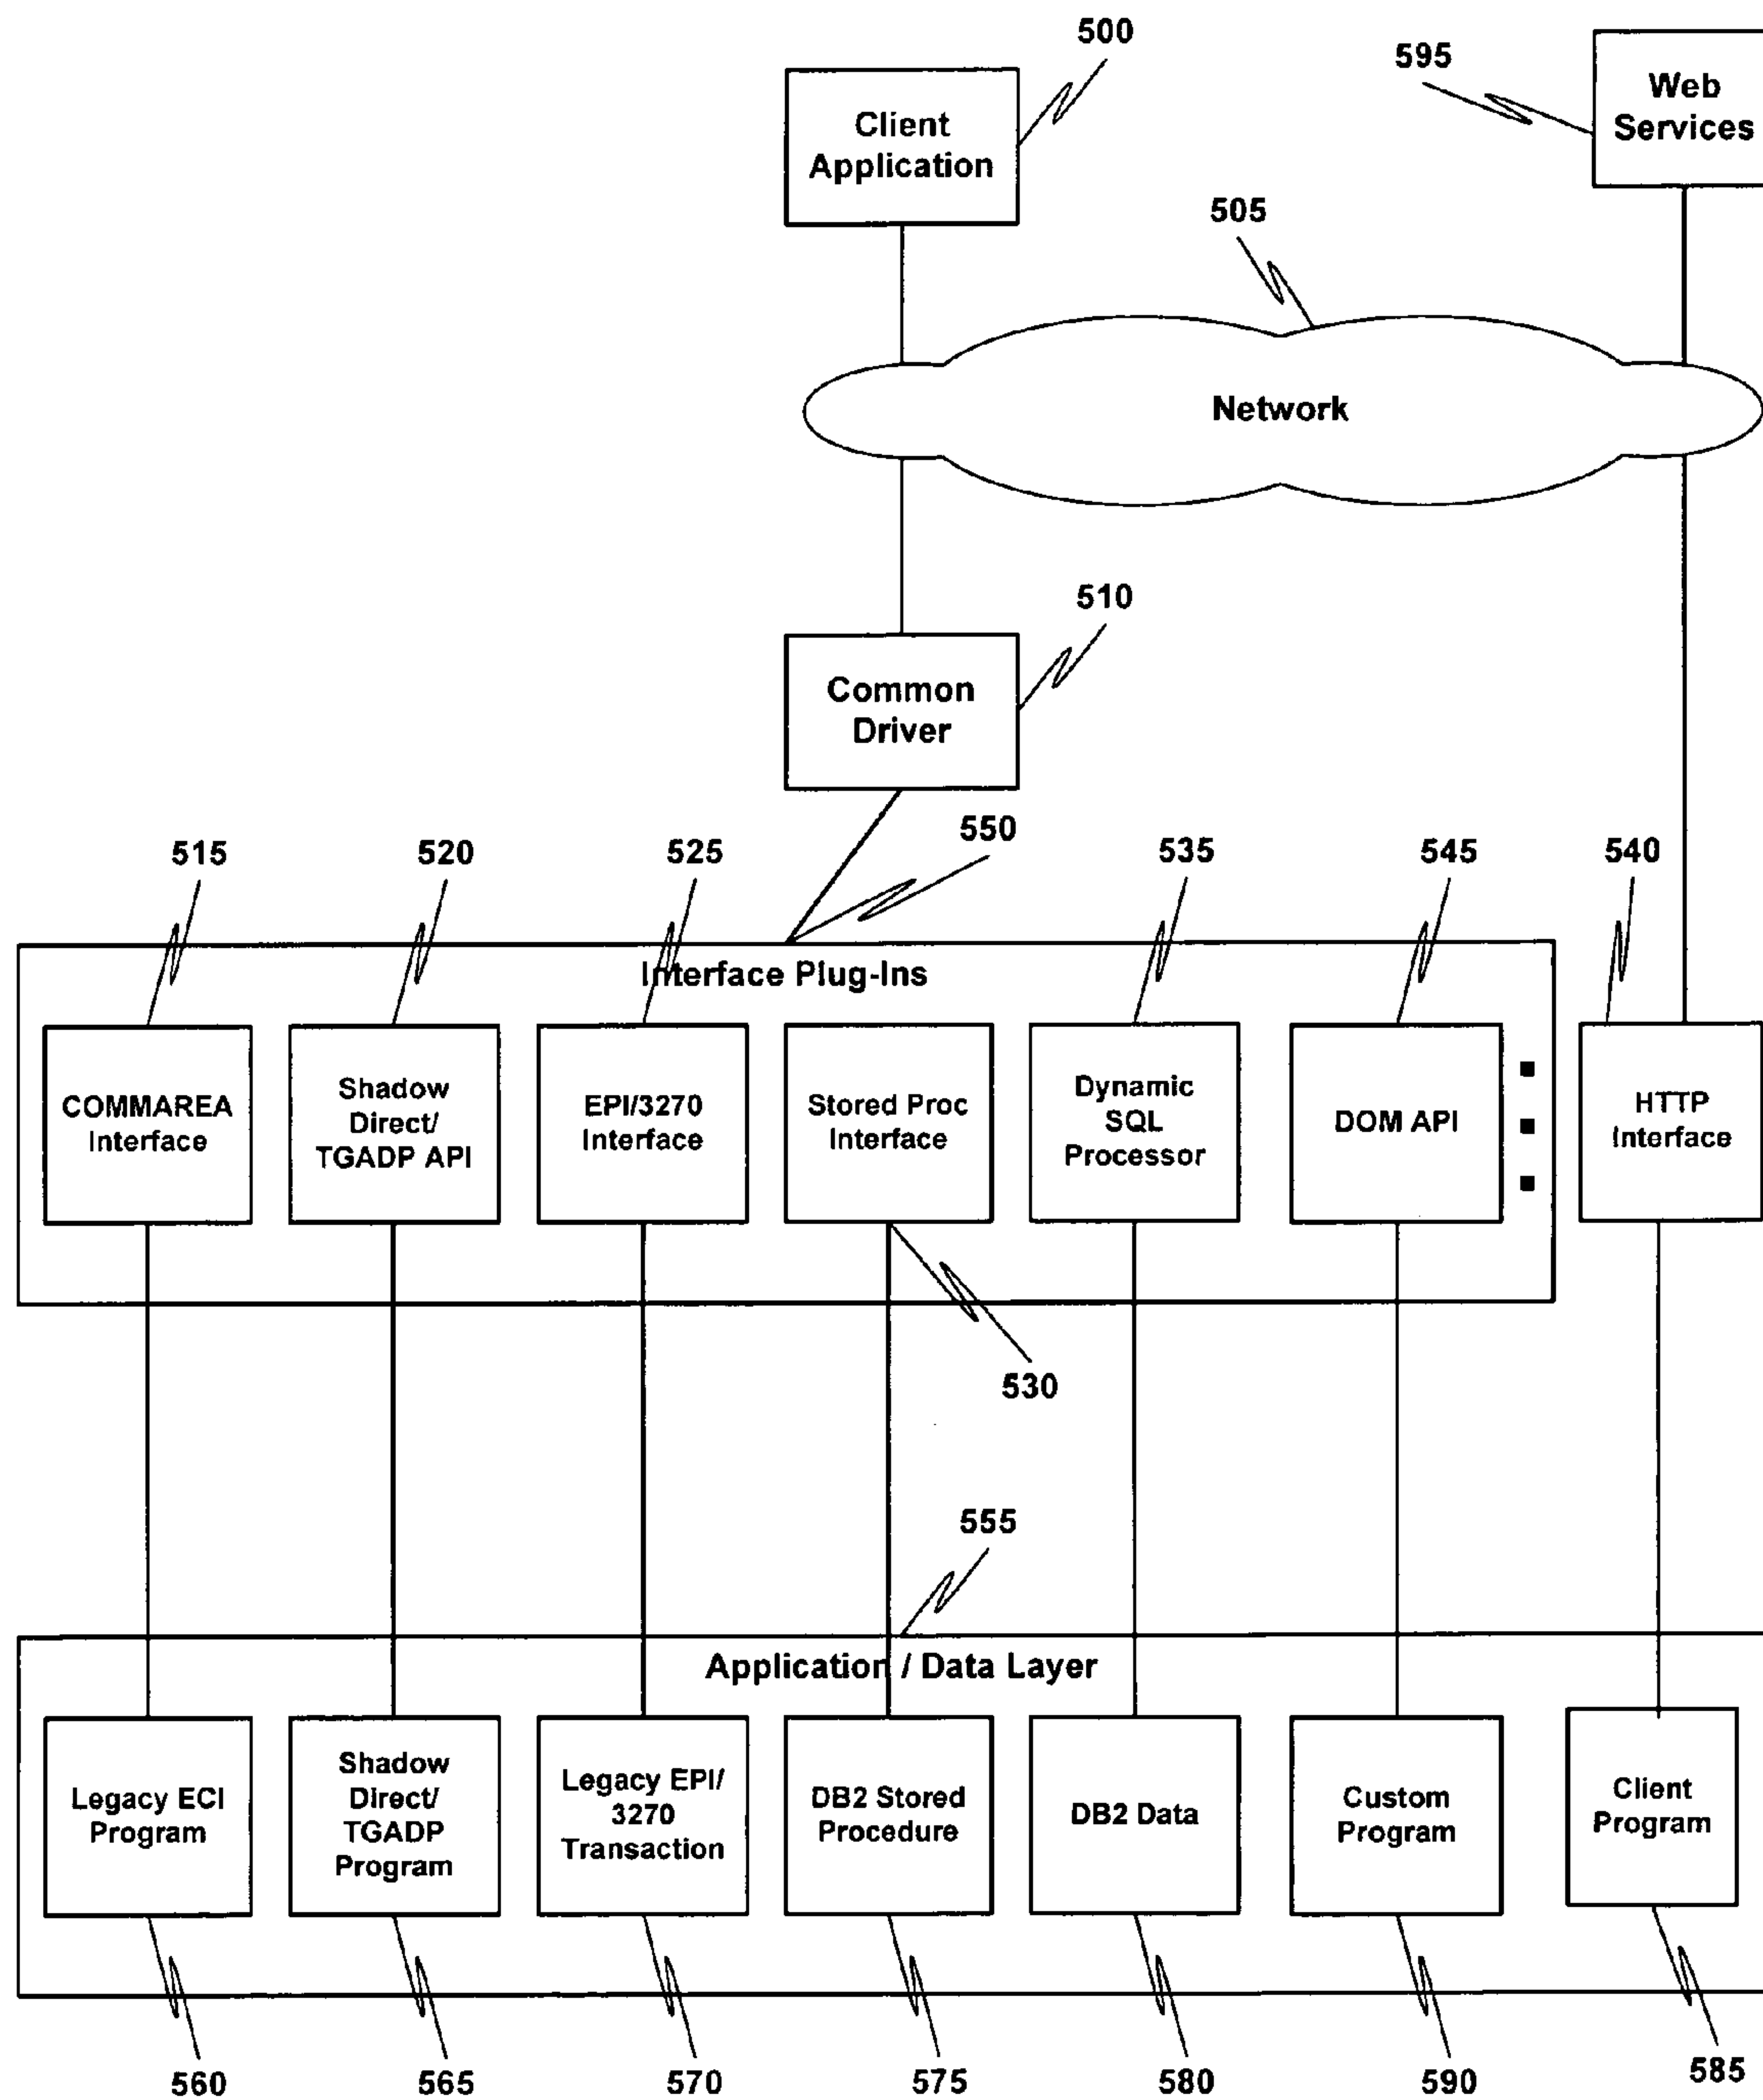 500
595
Web
Services
Client
Application
505
Network
510
Common
Driver
550
515
520
525
535
545
540
Interface Plug-Ins
COMMAREA
Interface
Shadow
Direct/
TGADP API
EPI/3270
Interface
Stored Proc
Interface
Dynamic
SQL
Processor
DOM API
HTTP
Interface
530
555
Application / Data Layer
Legacy ECI
Program
Shadow
Direct/
TGADP
Program
Legacy EPI/
3270
Transaction
DB2 Stored
Procedure
DB2 Data
Custom
Program
Client
Program
560
565
570
575
580
590
585